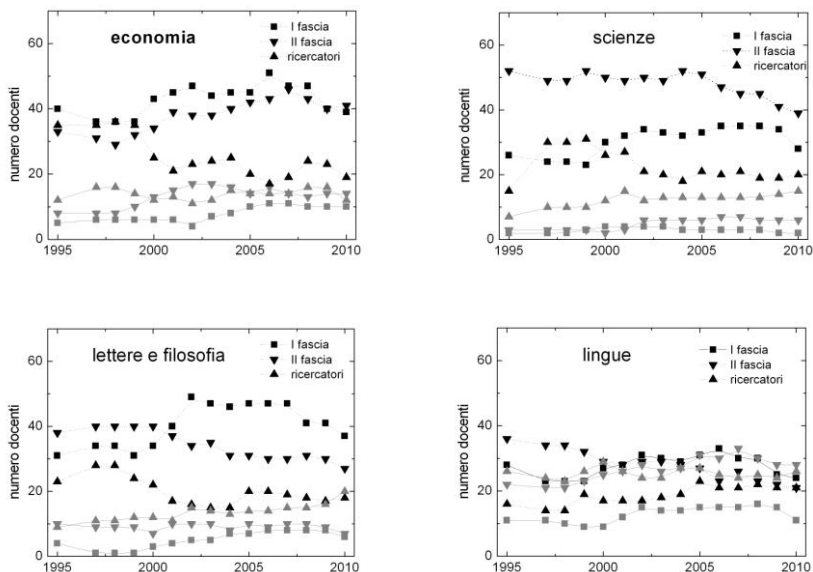 economia
I fascia
II fascia
ricercatori
numero docenti
60
40
20
0
1995 2000 2005 2010
scienze
I fascia
II fascia
ricercatori
numero docenti
60
40
20
0
1995 2000 2005 2010
lettere e filosofia
I fascia
II fascia
ricercatori
numero docenti
60
40
20
0
1995 2000 2005 2010
lingue
I fascia
II fascia
ricercatori
numero docenti
60
40
20
0
1995 2000 2005 2010